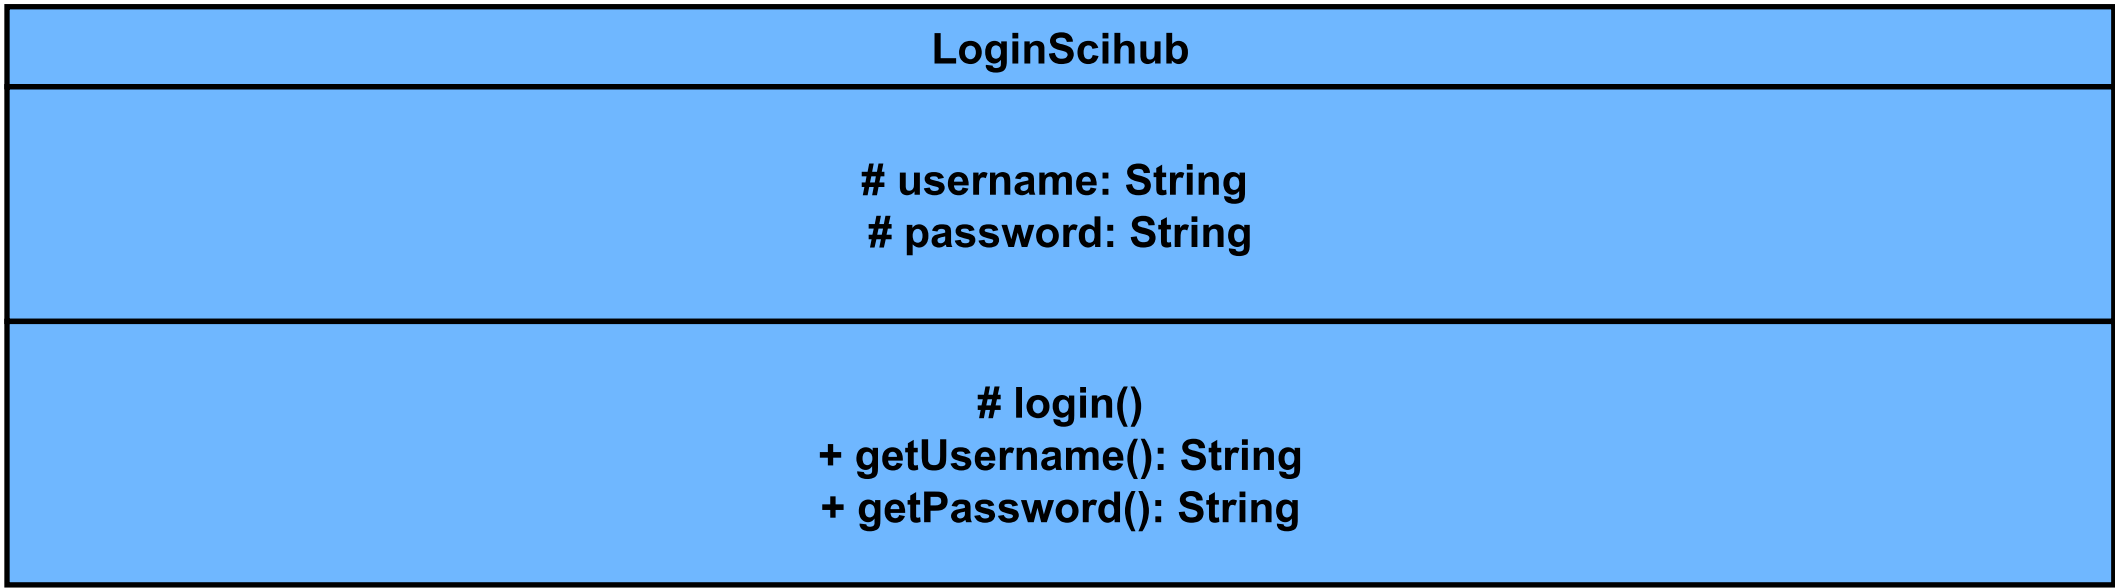 LoginScihub
# username: String
# password: String
# login()
+ getUsername(): String
+ getPassword(): String